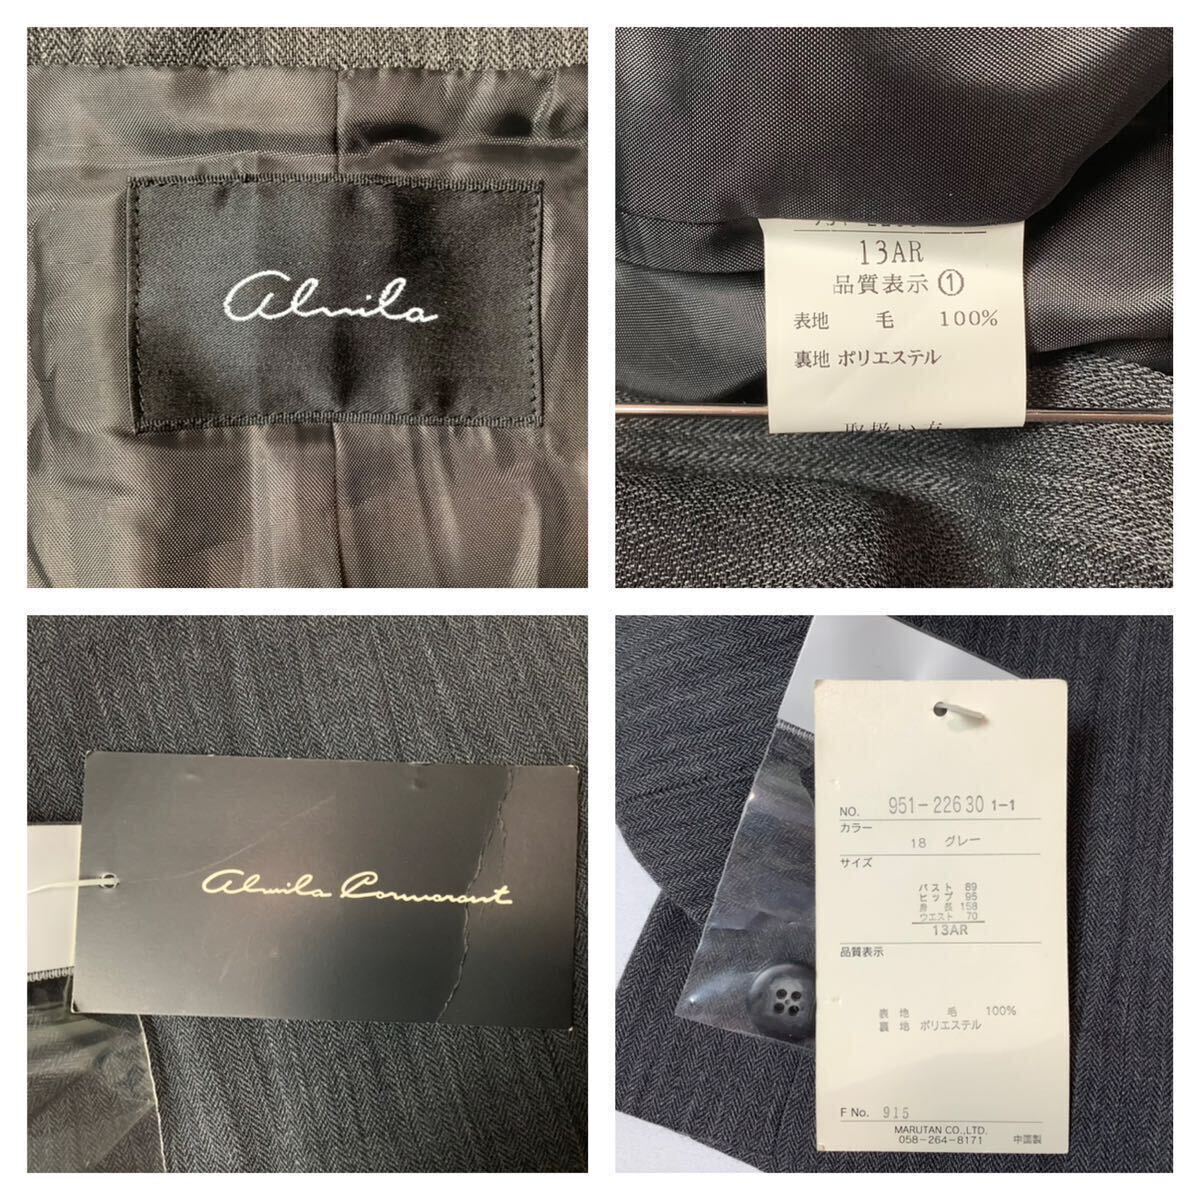 alwila
13AR
品質表示 ①
表地 毛 100%
裏地 ポリエステル
alwila Cormorant
NO. 951-22630 1-1
カラー
18 グレー
サイズ
バスト 89
ヒップ 95
身長 158
ウエスト 70
13AR
品質表示
表地 毛 100%
裏地 ポリエステル
F No. 915
MARUTAN CO.,LTD.
058-264-8171 中国製